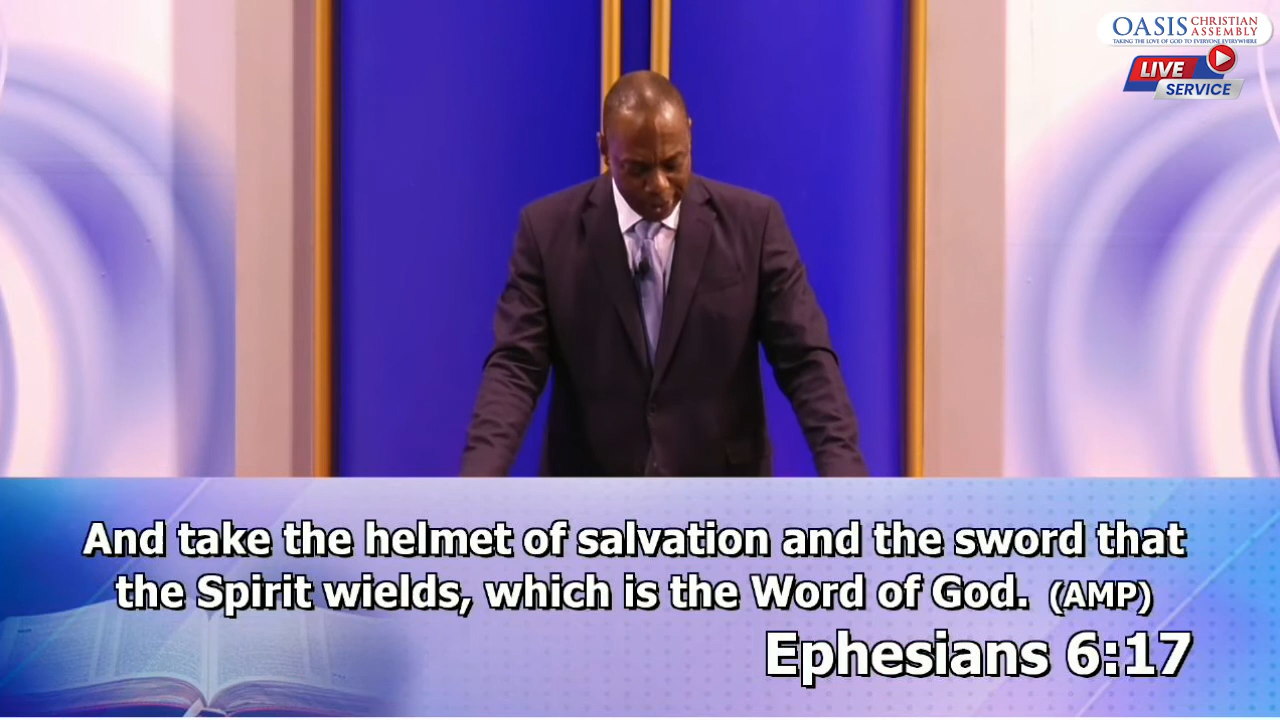 OASIS CHRISTIAN ASSEMBLY
TAKING THE LOVE OF GOD TO EVERYONE EVERYWHERE
LIVE
SERVICE
And take the helmet of salvation and the sword that
the Spirit wields, which is the Word of God. (AMP)
Ephesians 6:17